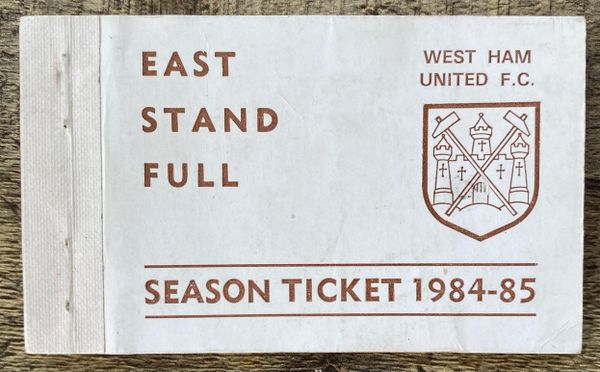 EAST
STAND
FULL
WEST HAM
UNITED F.C.
SEASON TICKET 1984-85